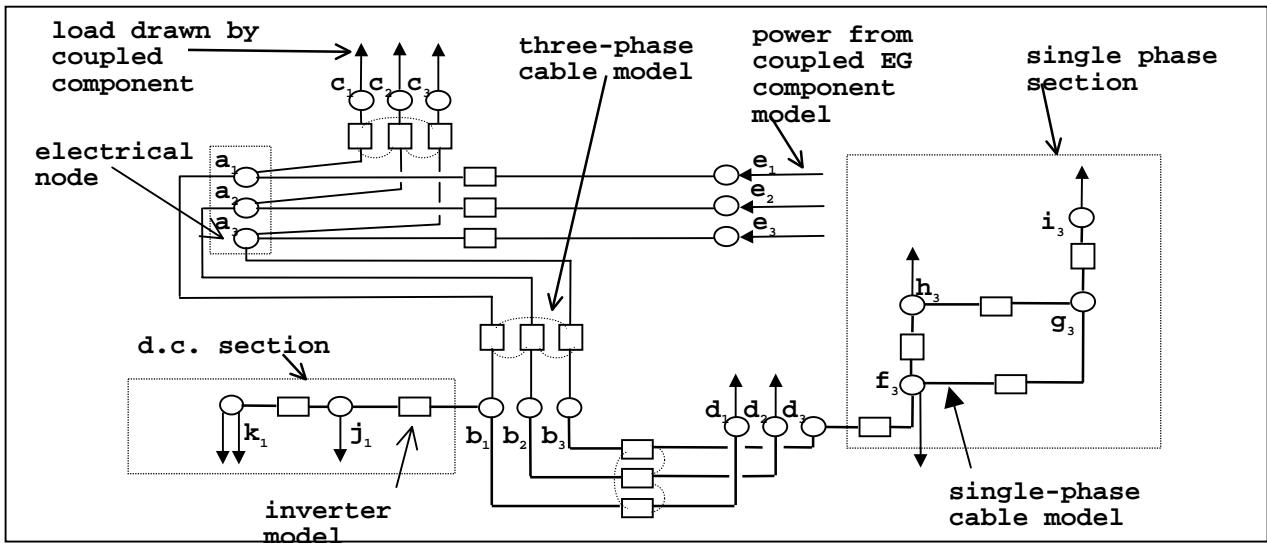 load drawn by
coupled
component
three-phase
cable model
power from
coupled EG
component
model
single phase
section
c₁ c₂ c₃
electrical
node
a₁
a₂
a₃
e₁
e₂
e₃
i₃
h₃
g₃
f₃
d.c. section
k₁
j₁
b₁ b₂ b₃
d₁ d₂ d₃
inverter
model
single-phase
cable model